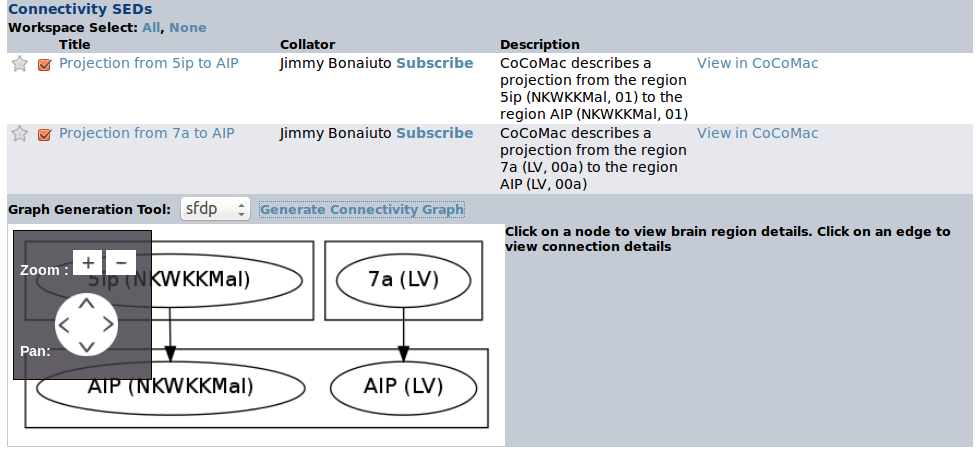 Connectivity SEDs
Workspace Select: All, None
Title Collator Description
Projection from 5ip to AIP Jimmy Bonaiuto Subscribe CoCoMac describes a View in CoCoMac
projection from the region
5ip (NKWKKMal, 01) to the
region AIP (NKWKKMal, 01)
Projection from 7a to AIP Jimmy Bonaiuto Subscribe CoCoMac describes a View in CoCoMac
projection from the region
7a (LV, 00a) to the region
AIP (LV, 00a)
Graph Generation Tool: sfdp Generate Connectivity Graph
Click on a node to view brain region details. Click on an edge to
view connection details
Zoom : + −
5ip (NKWKKMal) 7a (LV)
Pan:
AIP (NKWKKMal) AIP (LV)